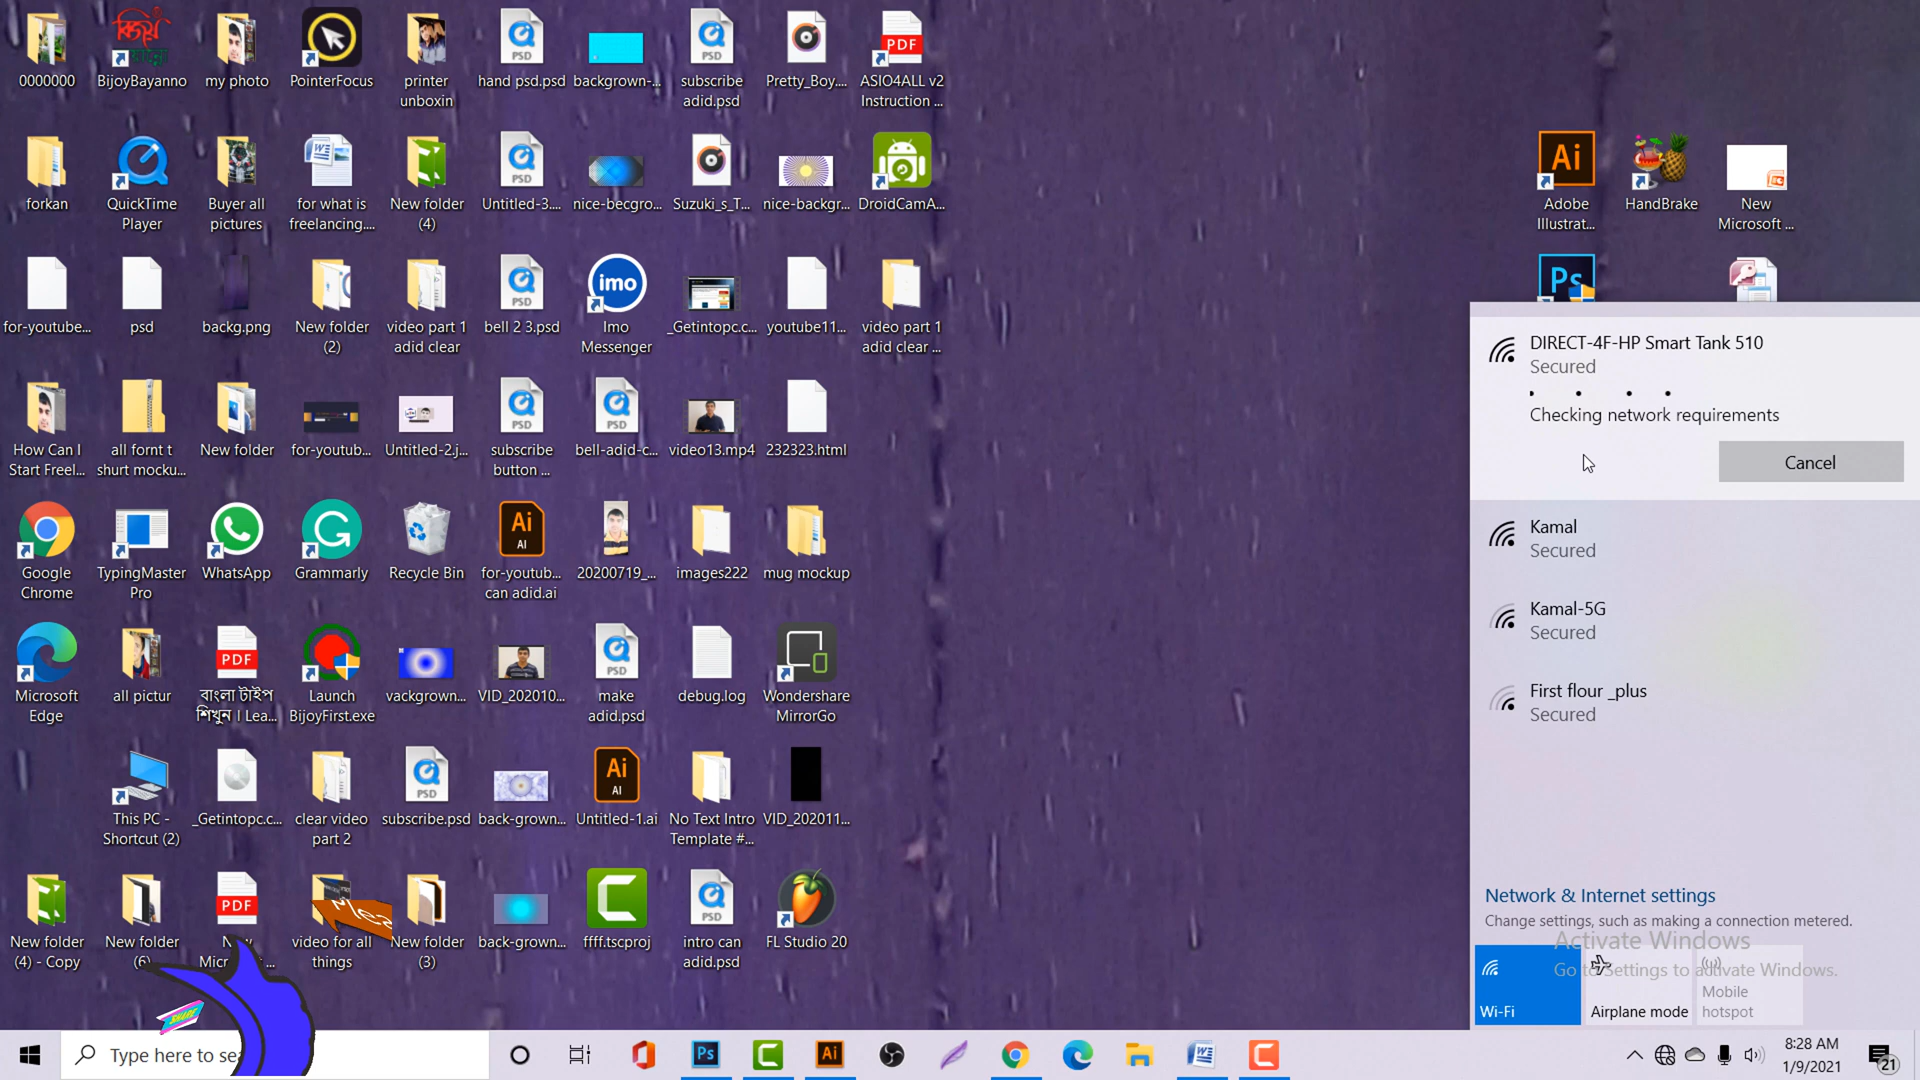 0000000
BijoyBayanno
my photo
PointerFocus
printer
unboxin
hand psd.psd
backgrown-...
subscribe
adid.psd
Pretty_Boy....
ASIO4ALL v2
Instruction ...
forkan
QuickTime
Player
Buyer all
pictures
for what is
freelancing....
New folder
(4)
Untitled-3....
nice-becgro...
Suzuki_s_T...
nice-backgr...
DroidCamA...
Adobe
Illustrat...
HandBrake
New
Microsoft ...
for-youtube...
psd
backg.png
New folder
(2)
video part 1
adid clear
bell 2 3.psd
Imo
Messenger
_Getintopc.c...
youtube11...
video part 1
adid clear ...
How Can I
Start Freel...
all fornt t
shurt mocku...
New folder
for-youtub...
Untitled-2.j...
subscribe
button ...
bell-adid-c...
video13.mp4
232323.html
Google
Chrome
TypingMaster
Pro
WhatsApp
Grammarly
Recycle Bin
for-youtub...
can adid.ai
20200719_...
images222
mug mockup
Microsoft
Edge
all pictur
বাংলা টাইপ
শিখুন । Lea...
Launch
BijoyFirst.exe
vackgrown...
VID_202010...
make
adid.psd
debug.log
Wondershare
MirrorGo
This PC -
Shortcut (2)
_Getintopc.c...
clear video
part 2
subscribe.psd
back-grown...
Untitled-1.ai
No Text Intro
Template #...
VID_202011...
New folder
(4) - Copy
New folder
(6)
New
Micr... ...
video for all
things
New folder
(3)
back-grown...
ffff.tscproj
intro can
adid.psd
FL Studio 20
DIRECT-4F-HP Smart Tank 510
Secured
Checking network requirements
Cancel
Kamal
Secured
Kamal-5G
Secured
First flour _plus
Secured
Network & Internet settings
Change settings, such as making a connection metered.
Activate Windows
Go to Settings to activate Windows.
Wi-Fi
Airplane mode
Mobile
hotspot
SHARE
Type here to sea
8:28 AM
1/9/2021
21